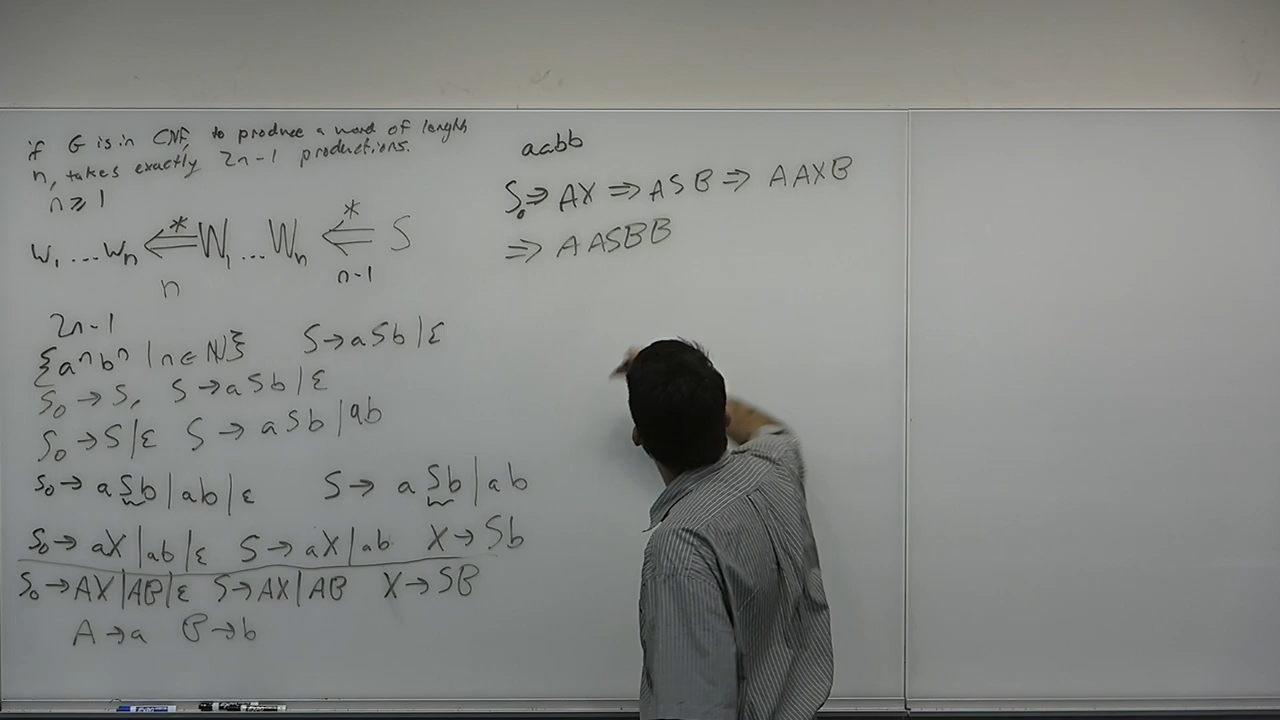 if G is in CNF, to produce a word of length
n, takes exactly 2n-1 productions.
n ≥ 1
w₁ ... wₙ ⇐* W₁ ... Wₙ ⇐* S
n n-1
2n-1
{aⁿbⁿ | n ∈ N} S → aSb | ε
S₀ → S, S → aSb | ε
S₀ → S | ε S → aSb | ab
S₀ → aSb | ab | ε S → aSb | ab
S₀ → aX | ab | ε S → aX | ab X → Sb
S₀ → AX | AB | ε S → AX | AB X → SB
A → a B → b
aabb
S₀ ⇒ AX ⇒ ASB ⇒ AAXB
⇒ AASBB